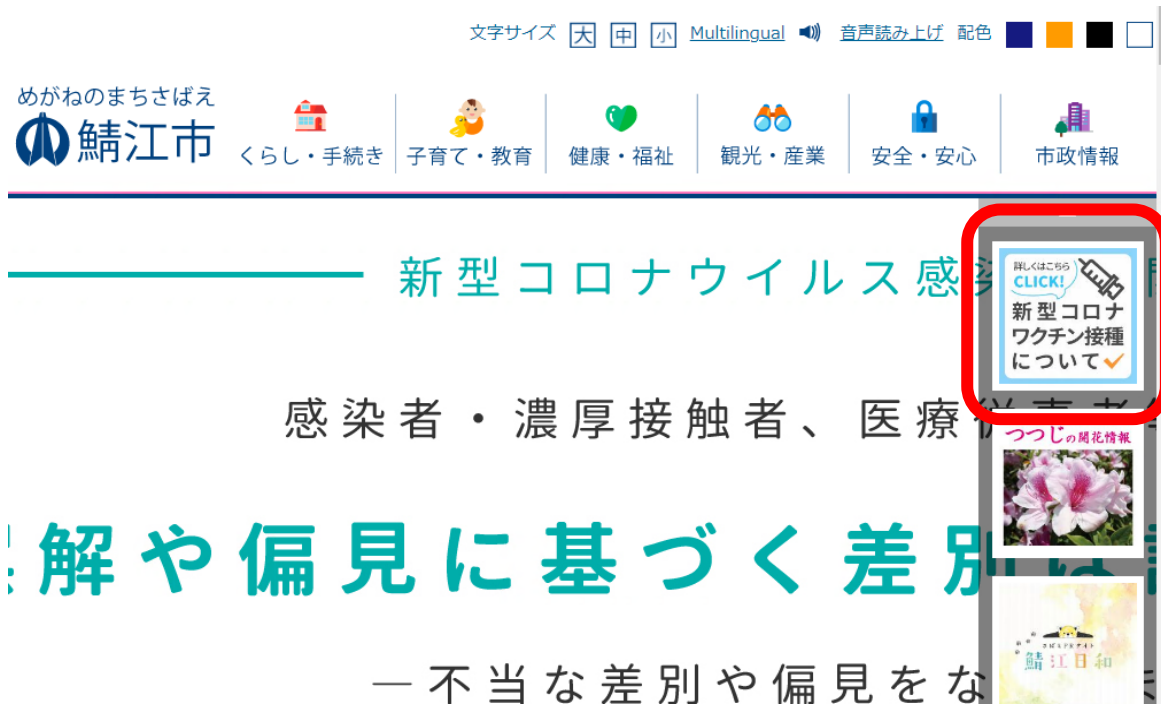 文字サイズ 大 中 小 Multilingual 音声読み上げ 配色
めがねのまちさばえ
鯖江市
くらし・手続き 子育て・教育 健康・福祉 観光・産業 安全・安心 市政情報
新型コロナウイルス感染
詳しくはこちら
CLICK!
新型コロナ
ワクチン接種
について
感染者・濃厚接触者、医療従事者等
つつじの開花情報
解や偏見に基づく差別は
鯖江日和
―不当な差別や偏見をな